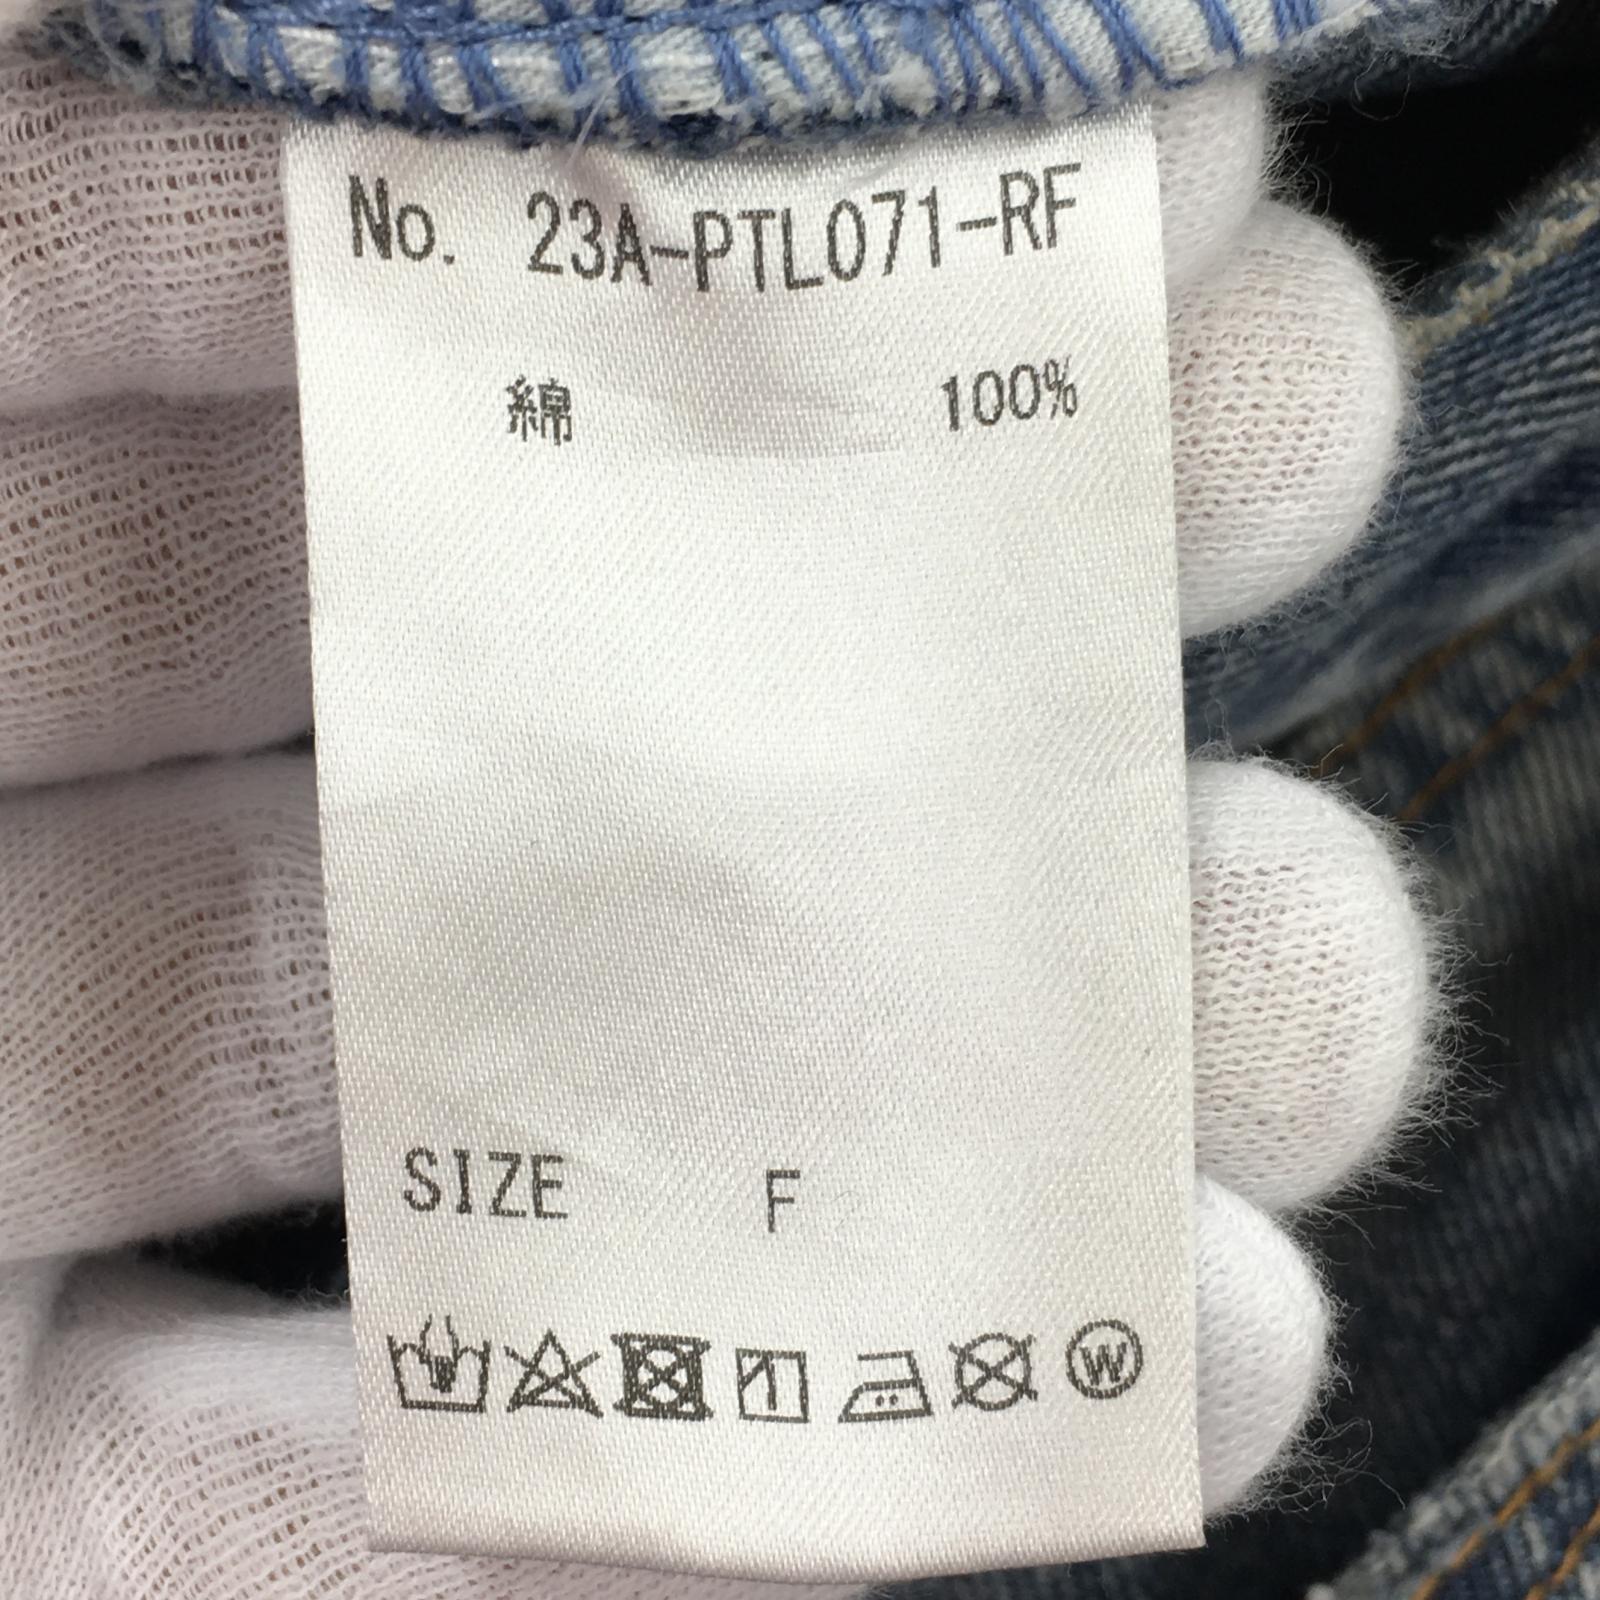 No. 23A-PTL071-RF
綿 100%
SIZE F
W